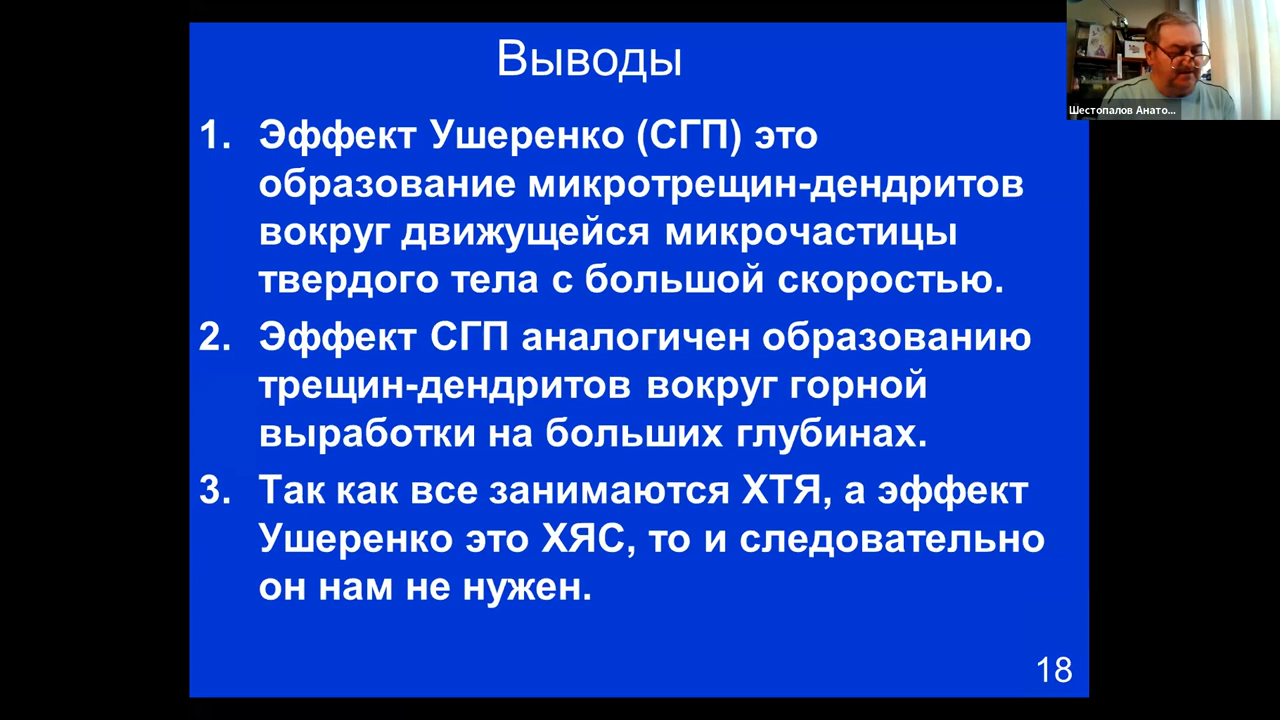 Выводы
1. Эффект Ушеренко (СГП) это
образование микротрещин-дендритов
вокруг движущейся микрочастицы
твердого тела с большой скоростью.
2. Эффект СГП аналогичен образованию
трещин-дендритов вокруг горной
выработки на больших глубинах.
3. Так как все занимаются ХТЯ, а эффект
Ушеренко это ХЯС, то и следовательно
он нам не нужен.
18
Шестопалов Анато...